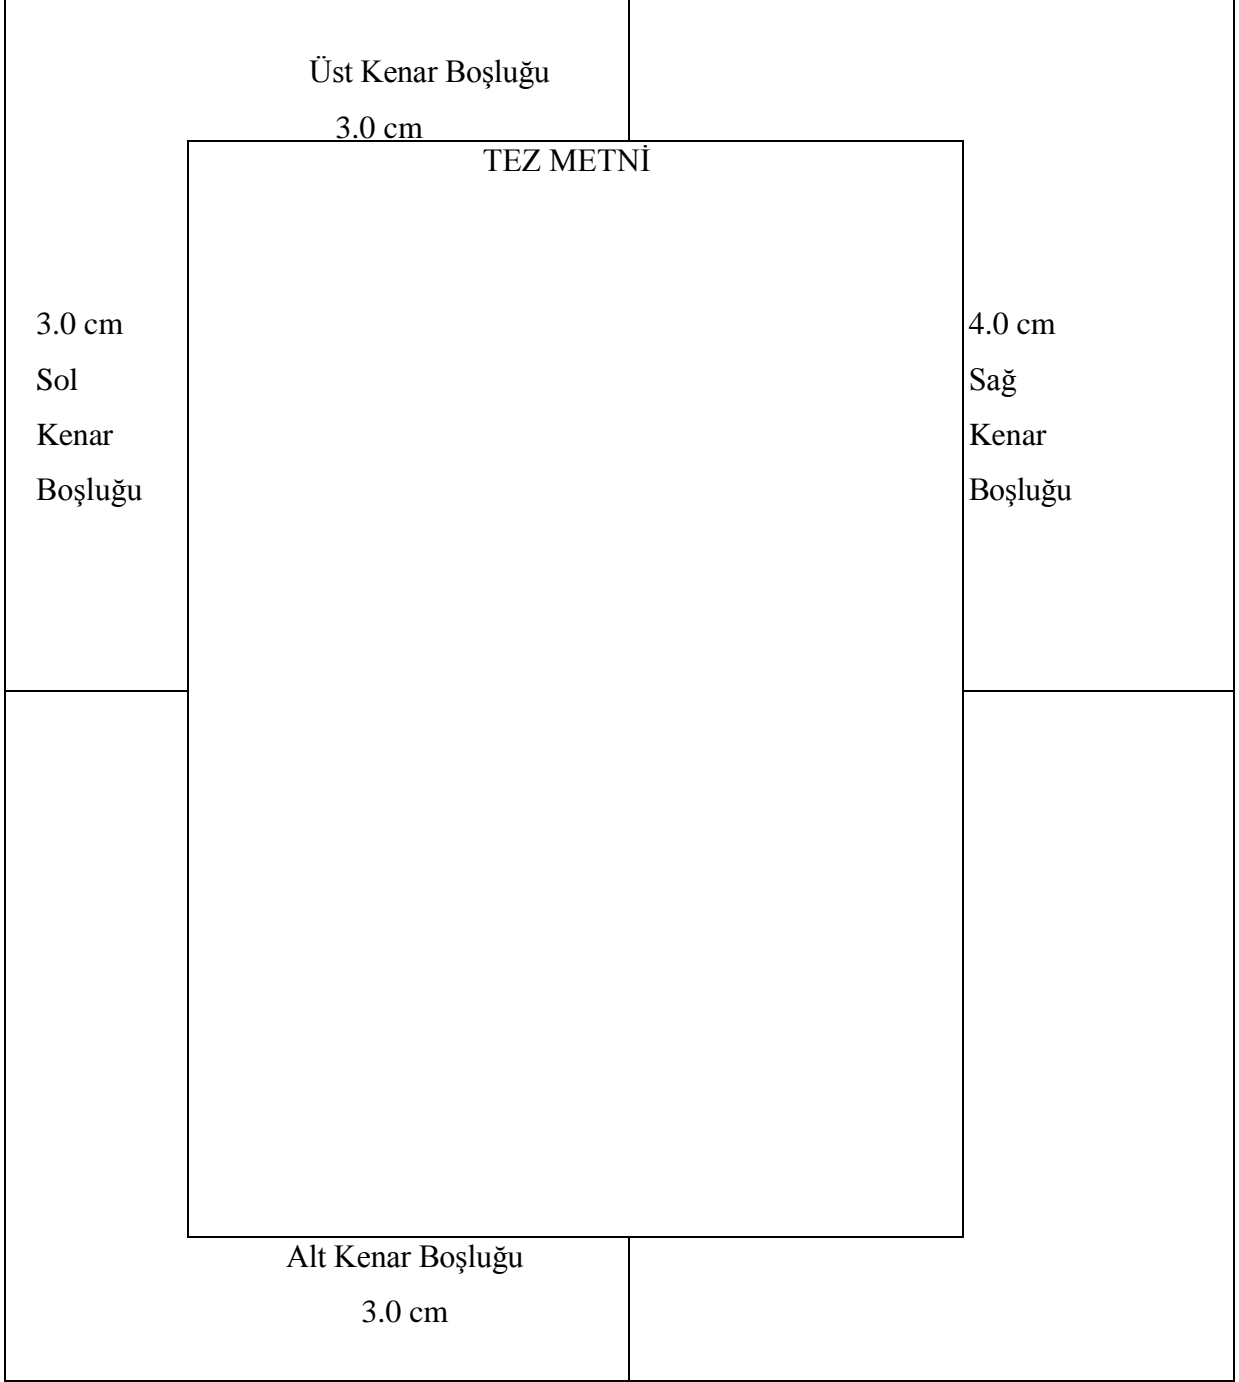 Üst Kenar Boşluğu
3.0 cm
TEZ METNİ
3.0 cm
Sol
Kenar
Boşluğu
4.0 cm
Sağ
Kenar
Boşluğu
Alt Kenar Boşluğu
3.0 cm